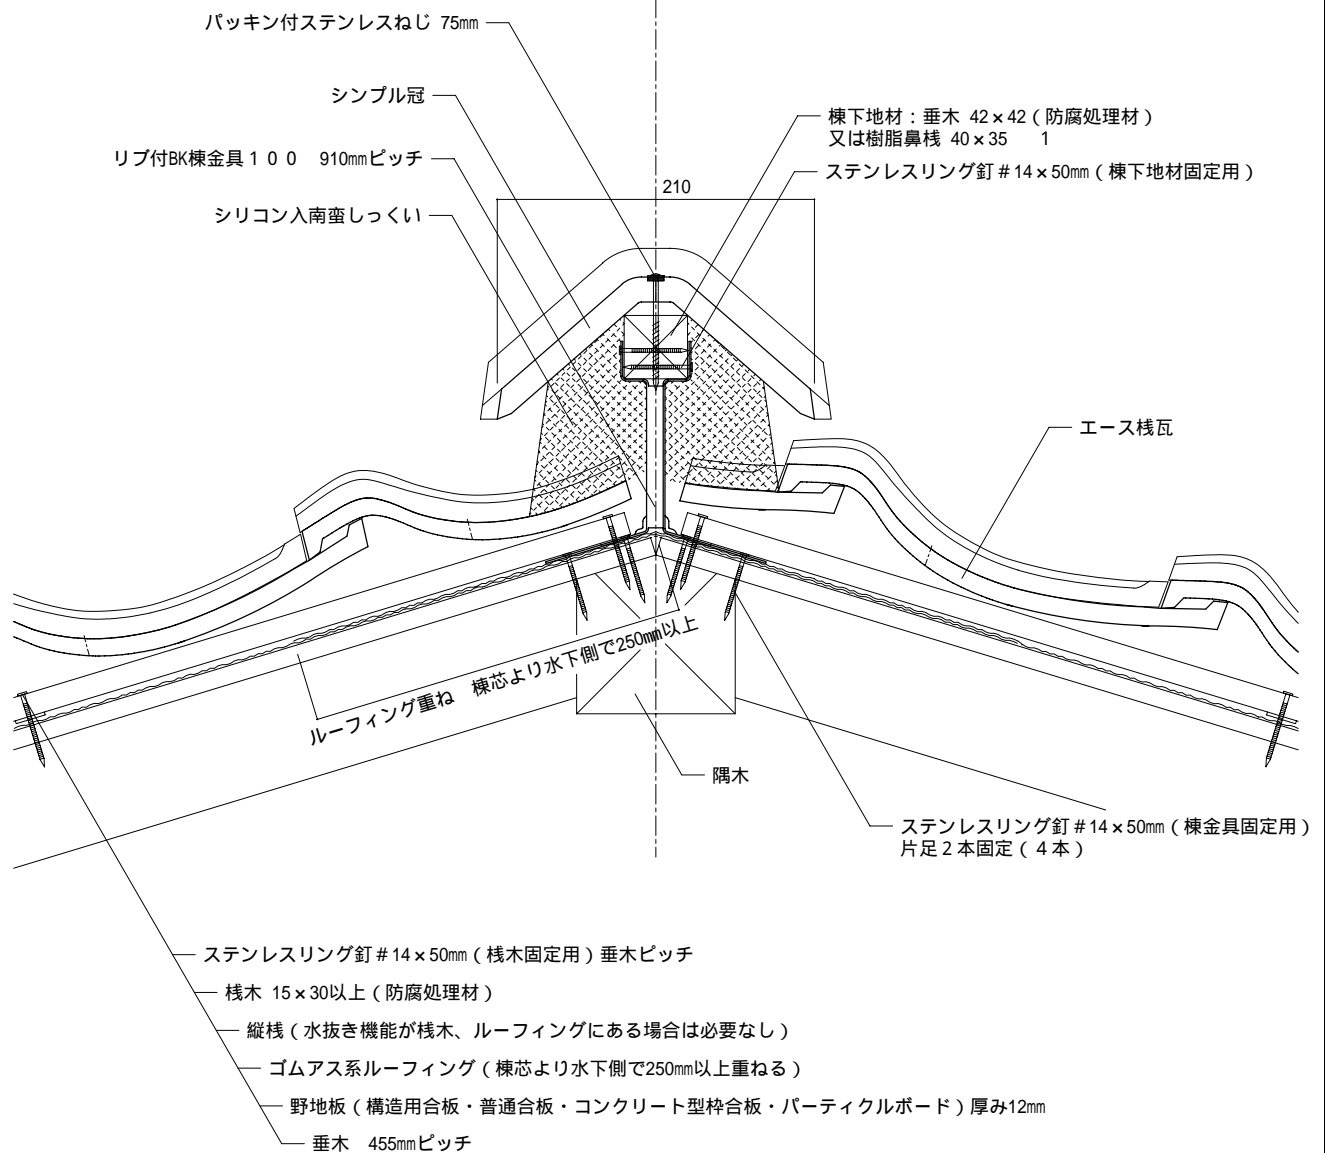 パッキン付ステンレスねじ 75mm
シンプル冠
リブ付BK棟金具１００　910mmピッチ
シリコン入南蛮しっくい
棟下地材：垂木 42×42（防腐処理材）
又は樹脂鼻桟 40×35　1
ステンレスリング釘＃14×50mm（棟下地材固定用）
210
エース桟瓦
ルーフィング重ね　棟芯より水下側で250mm以上
隅木
ステンレスリング釘＃14×50mm（棟金具固定用）
片足２本固定（４本）
ステンレスリング釘＃14×50mm（桟木固定用）垂木ピッチ
桟木 15×30以上（防腐処理材）
縦桟（水抜き機能が桟木、ルーフィングにある場合は必要なし）
ゴムアス系ルーフィング（棟芯より水下側で250mm以上重ねる）
野地板（構造用合板・普通合板・コンクリート型枠合板・パーティクルボード）厚み12mm
垂木　455mmピッチ